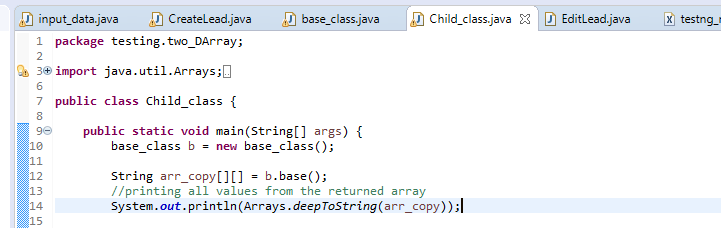 input_data.java CreateLead.java base_class.java Child_class.java EditLead.java testng_
1 package testing.two_DArray;
2
3 import java.util.Arrays;
6
7 public class Child_class {
8
9 public static void main(String[] args) {
10 base_class b = new base_class();
11
12 String arr_copy[][] = b.base();
13 //printing all values from the returned array
14 System.out.println(Arrays.deepToString(arr_copy));
15